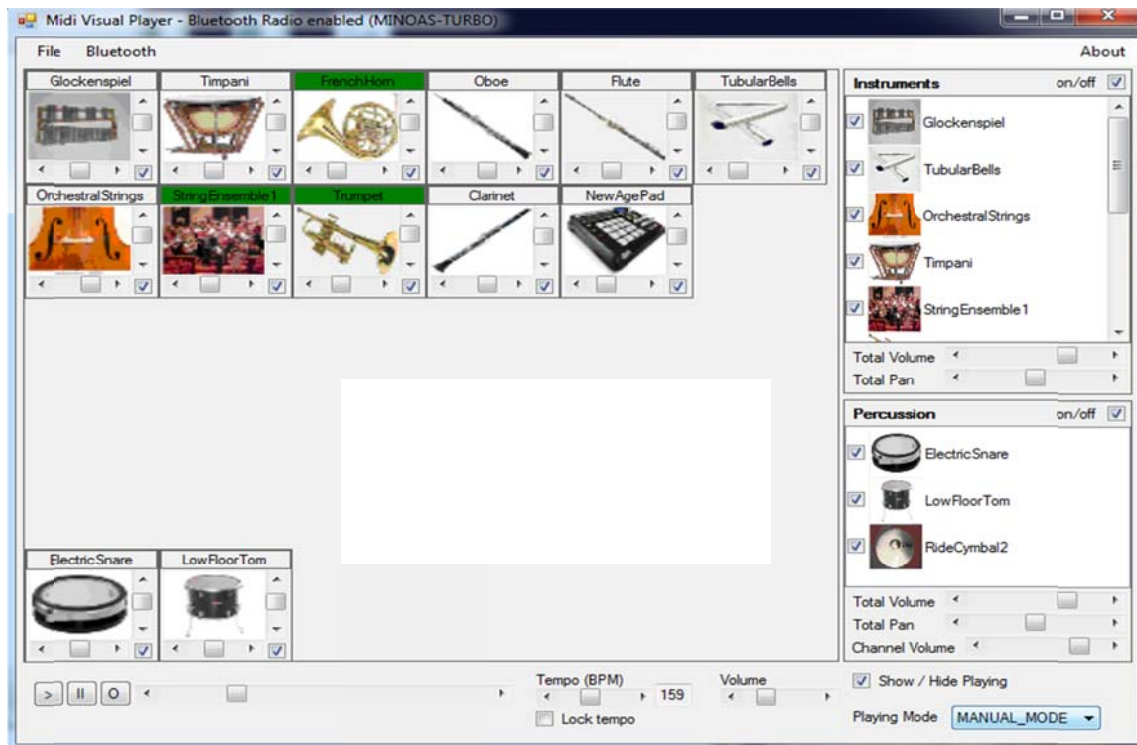 Midi Visual Player - Bluetooth Radio enabled (MINOAS-TURBO)
File Bluetooth About
Glockenspiel Timpani FrenchHorn Oboe Flute TubularBells
OrchestralStrings StringEnsemble1 Trumpet Clarinet NewAgePad
ElectricSnare LowFloorTom
Instruments on/off
Glockenspiel
TubularBells
OrchestralStrings
Timpani
StringEnsemble1
Total Volume
Total Pan
Percussion on/off
ElectricSnare
LowFloorTom
RideCymbal2
Total Volume
Total Pan
Channel Volume
> II O
Tempo (BPM) Volume
159
Lock tempo
Show / Hide Playing
Playing Mode MANUAL_MODE